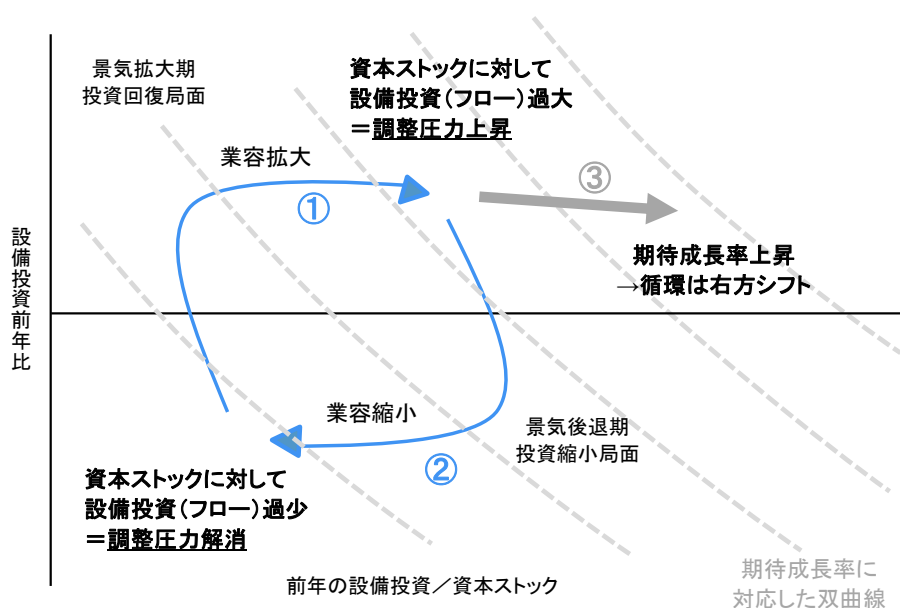 景気拡大期
投資回復局面
資本ストックに対して
設備投資(フロー)過大
＝調整圧力上昇
業容拡大
①
③
期待成長率上昇
→循環は右方シフト
設備投資前年比
業容縮小
②
景気後退期
投資縮小局面
資本ストックに対して
設備投資(フロー)過少
＝調整圧力解消
前年の設備投資／資本ストック
期待成長率に
対応した双曲線